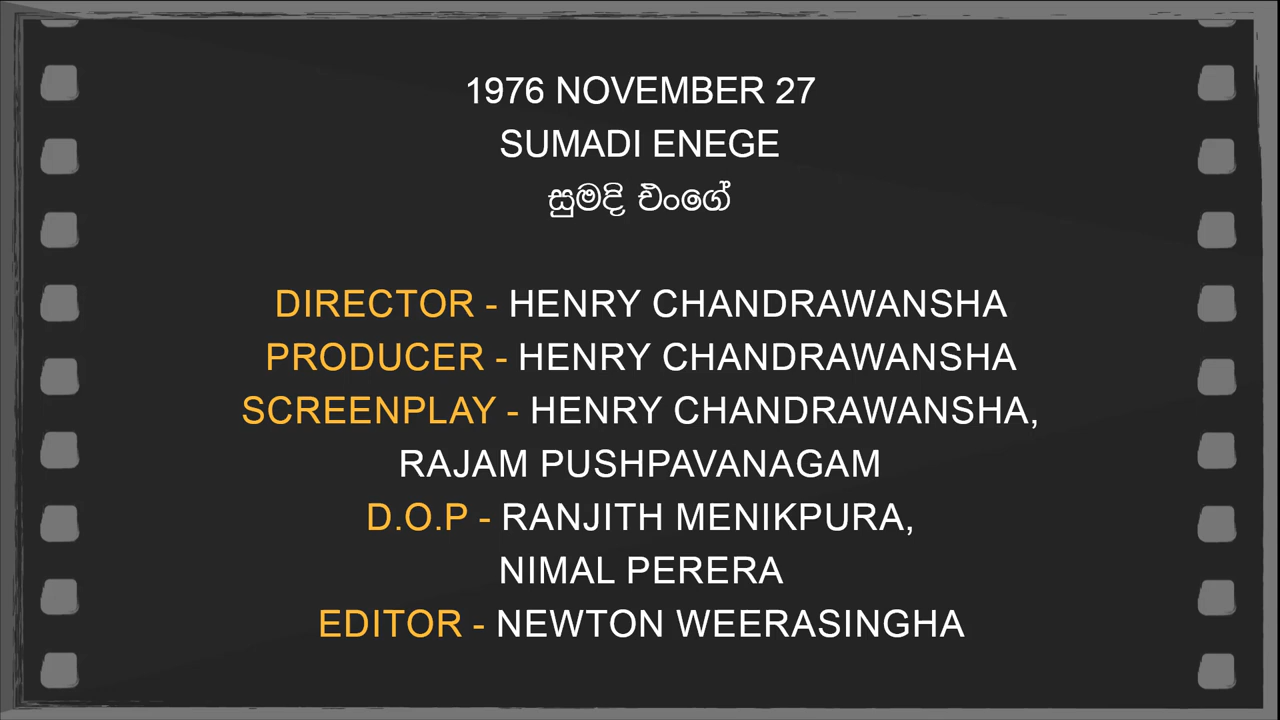 1976 NOVEMBER 27
SUMADI ENEGE
සුමදි එංගේ
DIRECTOR - HENRY CHANDRAWANSHA
PRODUCER - HENRY CHANDRAWANSHA
SCREENPLAY - HENRY CHANDRAWANSHA,
RAJAM PUSHPAVANAGAM
D.O.P - RANJITH MENIKPURA,
NIMAL PERERA
EDITOR - NEWTON WEERASINGHA